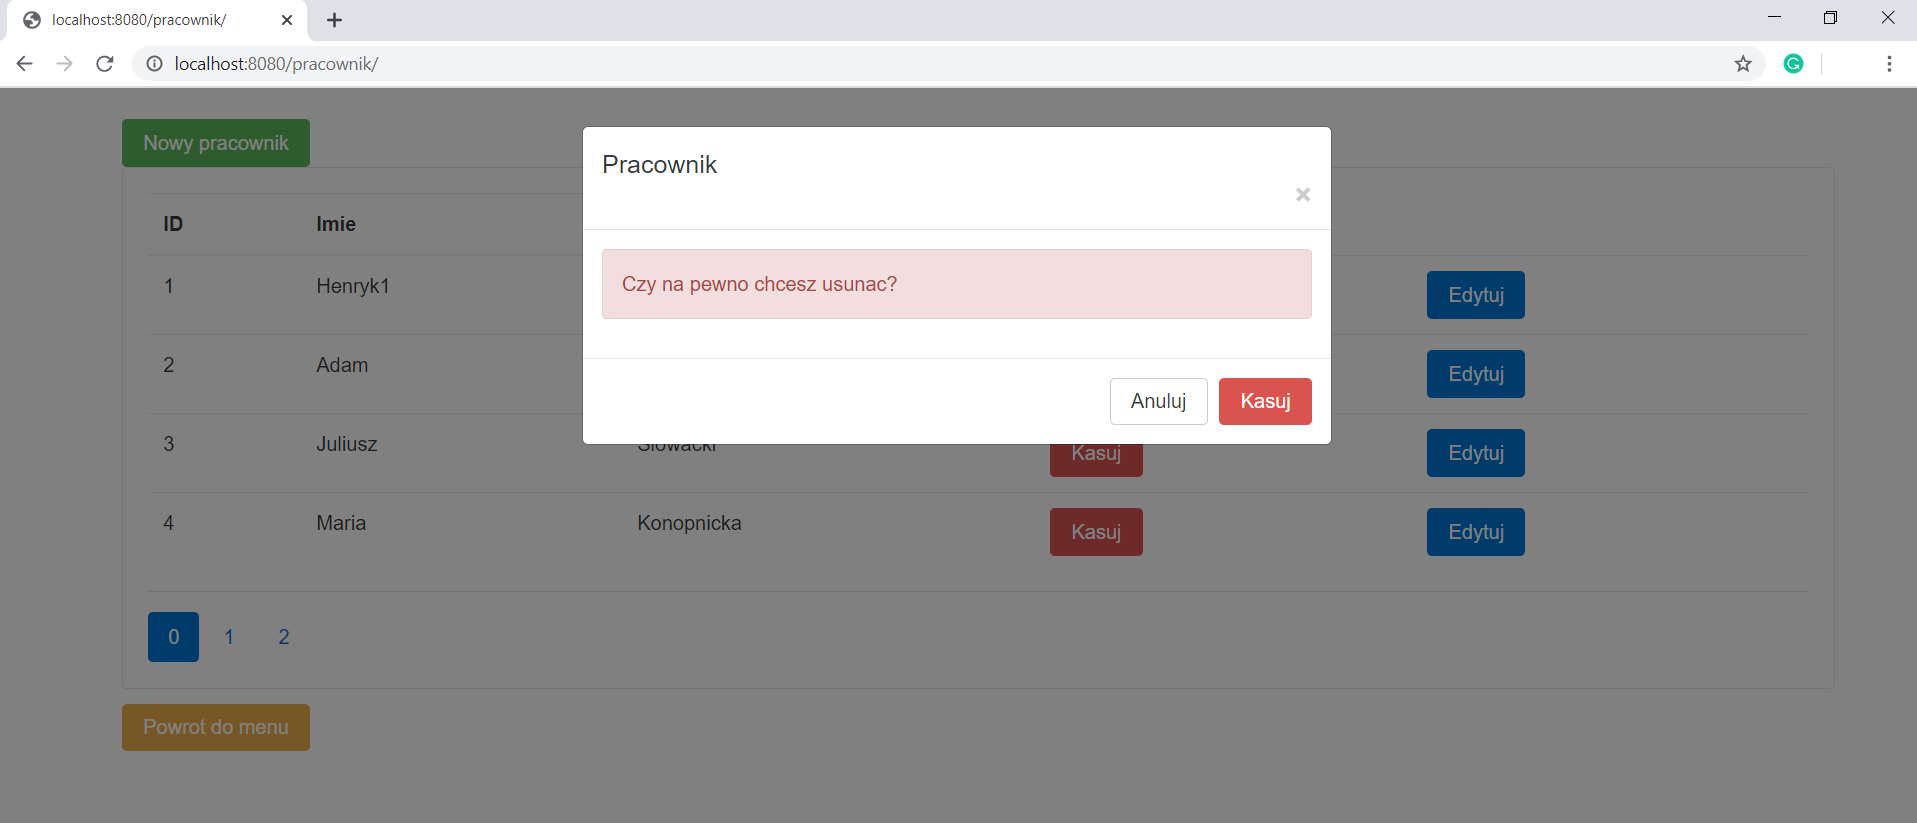 localhost:8080/pracownik/
localhost:8080/pracownik/
Nowy pracownik
Pracownik
×
ID Imie
Czy na pewno chcesz usunac?
1 Henryk1 Edytuj
2 Adam Edytuj
Anuluj Kasuj
3 Juliusz Slowacki Kasuj Edytuj
4 Maria Konopnicka Kasuj Edytuj
0 1 2
Powrot do menu